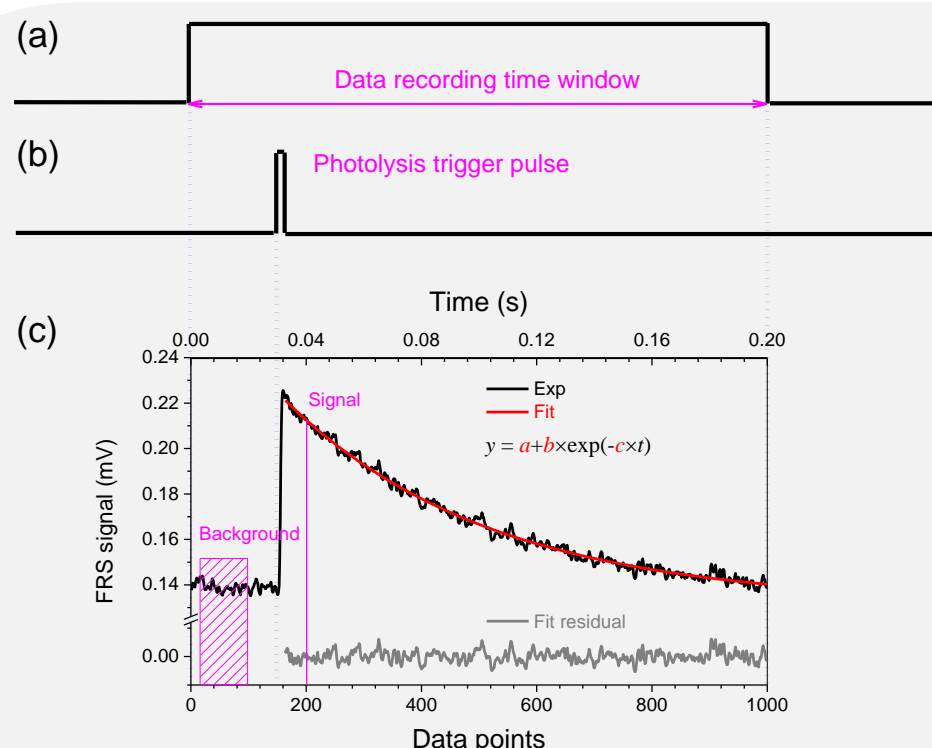 (a)
Data recording time window
(b)
Photolysis trigger pulse
Time (s)
(c)
0.00 0.04 0.08 0.12 0.16 0.20
0.24
Exp
Signal
Fit
0.22
y = a+b×exp(-c×t)
0.20
0.18
FRS signal (mV)
0.16
Background
0.14
Fit residual
0.00
0 200 400 600 800 1000
Data points